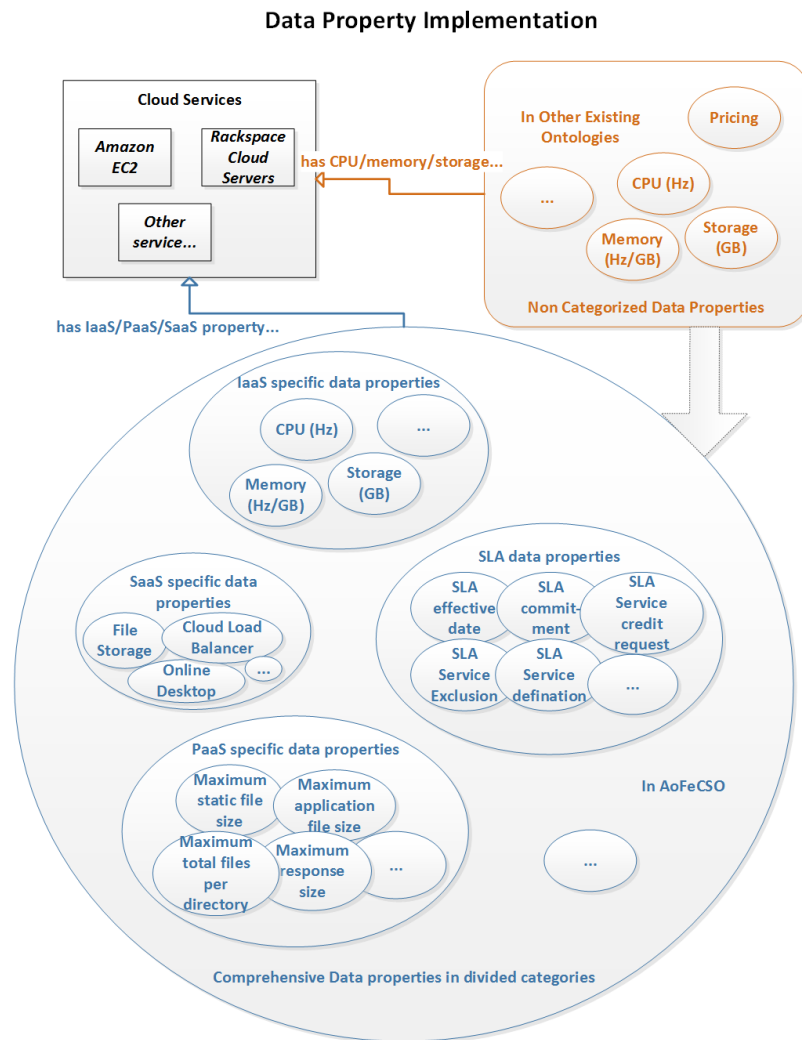 Data Property Implementation
Cloud Services
Amazon
EC2
Rackspace
Cloud
Servers
Other
service...
has CPU/memory/storage...
In Other Existing
Ontologies
Pricing
CPU (Hz)
...
Memory
(Hz/GB)
Storage
(GB)
Non Categorized Data Properties
has IaaS/PaaS/SaaS property...
IaaS specific data properties
CPU (Hz)
...
Memory
(Hz/GB)
Storage
(GB)
SaaS specific data
properties
File
Storage
Cloud Load
Balancer
Online
Desktop
...
SLA data properties
SLA
effective
date
SLA
commit-
ment
SLA
Service
credit
request
SLA
Service
Exclusion
SLA
Service
defination
...
PaaS specific data properties
Maximum
static file
size
Maximum
application
file size
Maximum
total files
per
directory
Maximum
response
size
...
In AoFeCSO
...
Comprehensive Data properties in divided categories